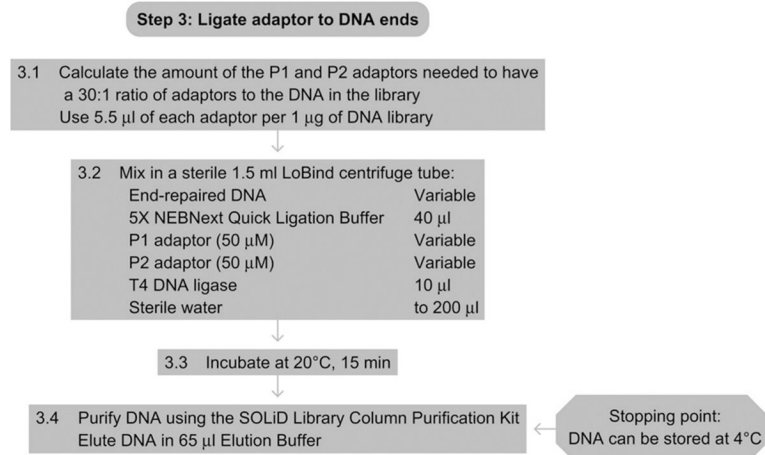 Step 3: Ligate adaptor to DNA ends
3.1 Calculate the amount of the P1 and P2 adaptors needed to have
a 30:1 ratio of adaptors to the DNA in the library
Use 5.5 μl of each adaptor per 1 μg of DNA library
3.2 Mix in a sterile 1.5 ml LoBind centrifuge tube:
End-repaired DNA Variable
5X NEBNext Quick Ligation Buffer 40 μl
P1 adaptor (50 μM) Variable
P2 adaptor (50 μM) Variable
T4 DNA ligase 10 μl
Sterile water to 200 μl
3.3 Incubate at 20°C, 15 min
3.4 Purify DNA using the SOLiD Library Column Purification Kit
Elute DNA in 65 μl Elution Buffer
Stopping point:
DNA can be stored at 4°C